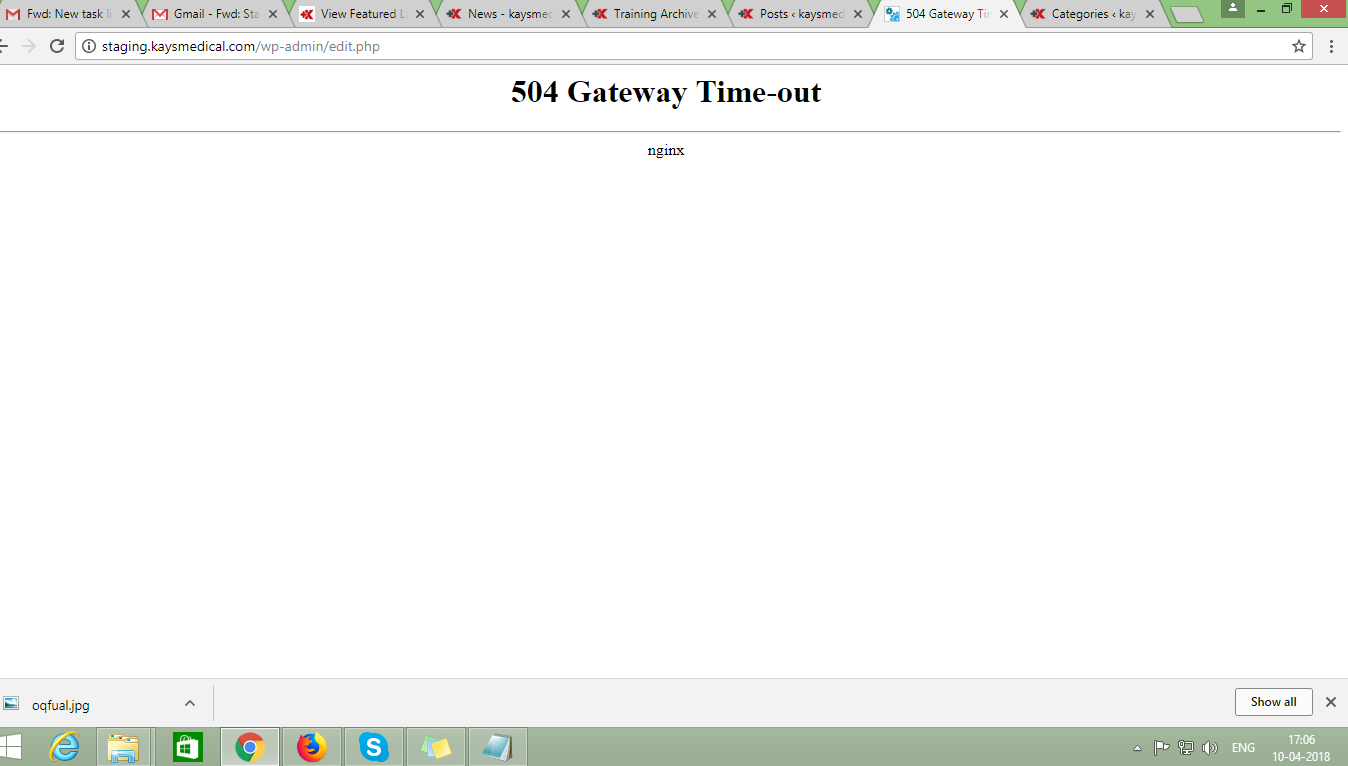 Fwd: New task li
Gmail - Fwd: Sta
View Featured L
News - kaysmed
Training Archive
Posts ‹ kaysmed
504 Gateway Tim
Categories ‹ kay
staging.kaysmedical.com/wp-admin/edit.php
504 Gateway Time-out
nginx
oqfual.jpg
Show all
ENG
17:06
10-04-2018